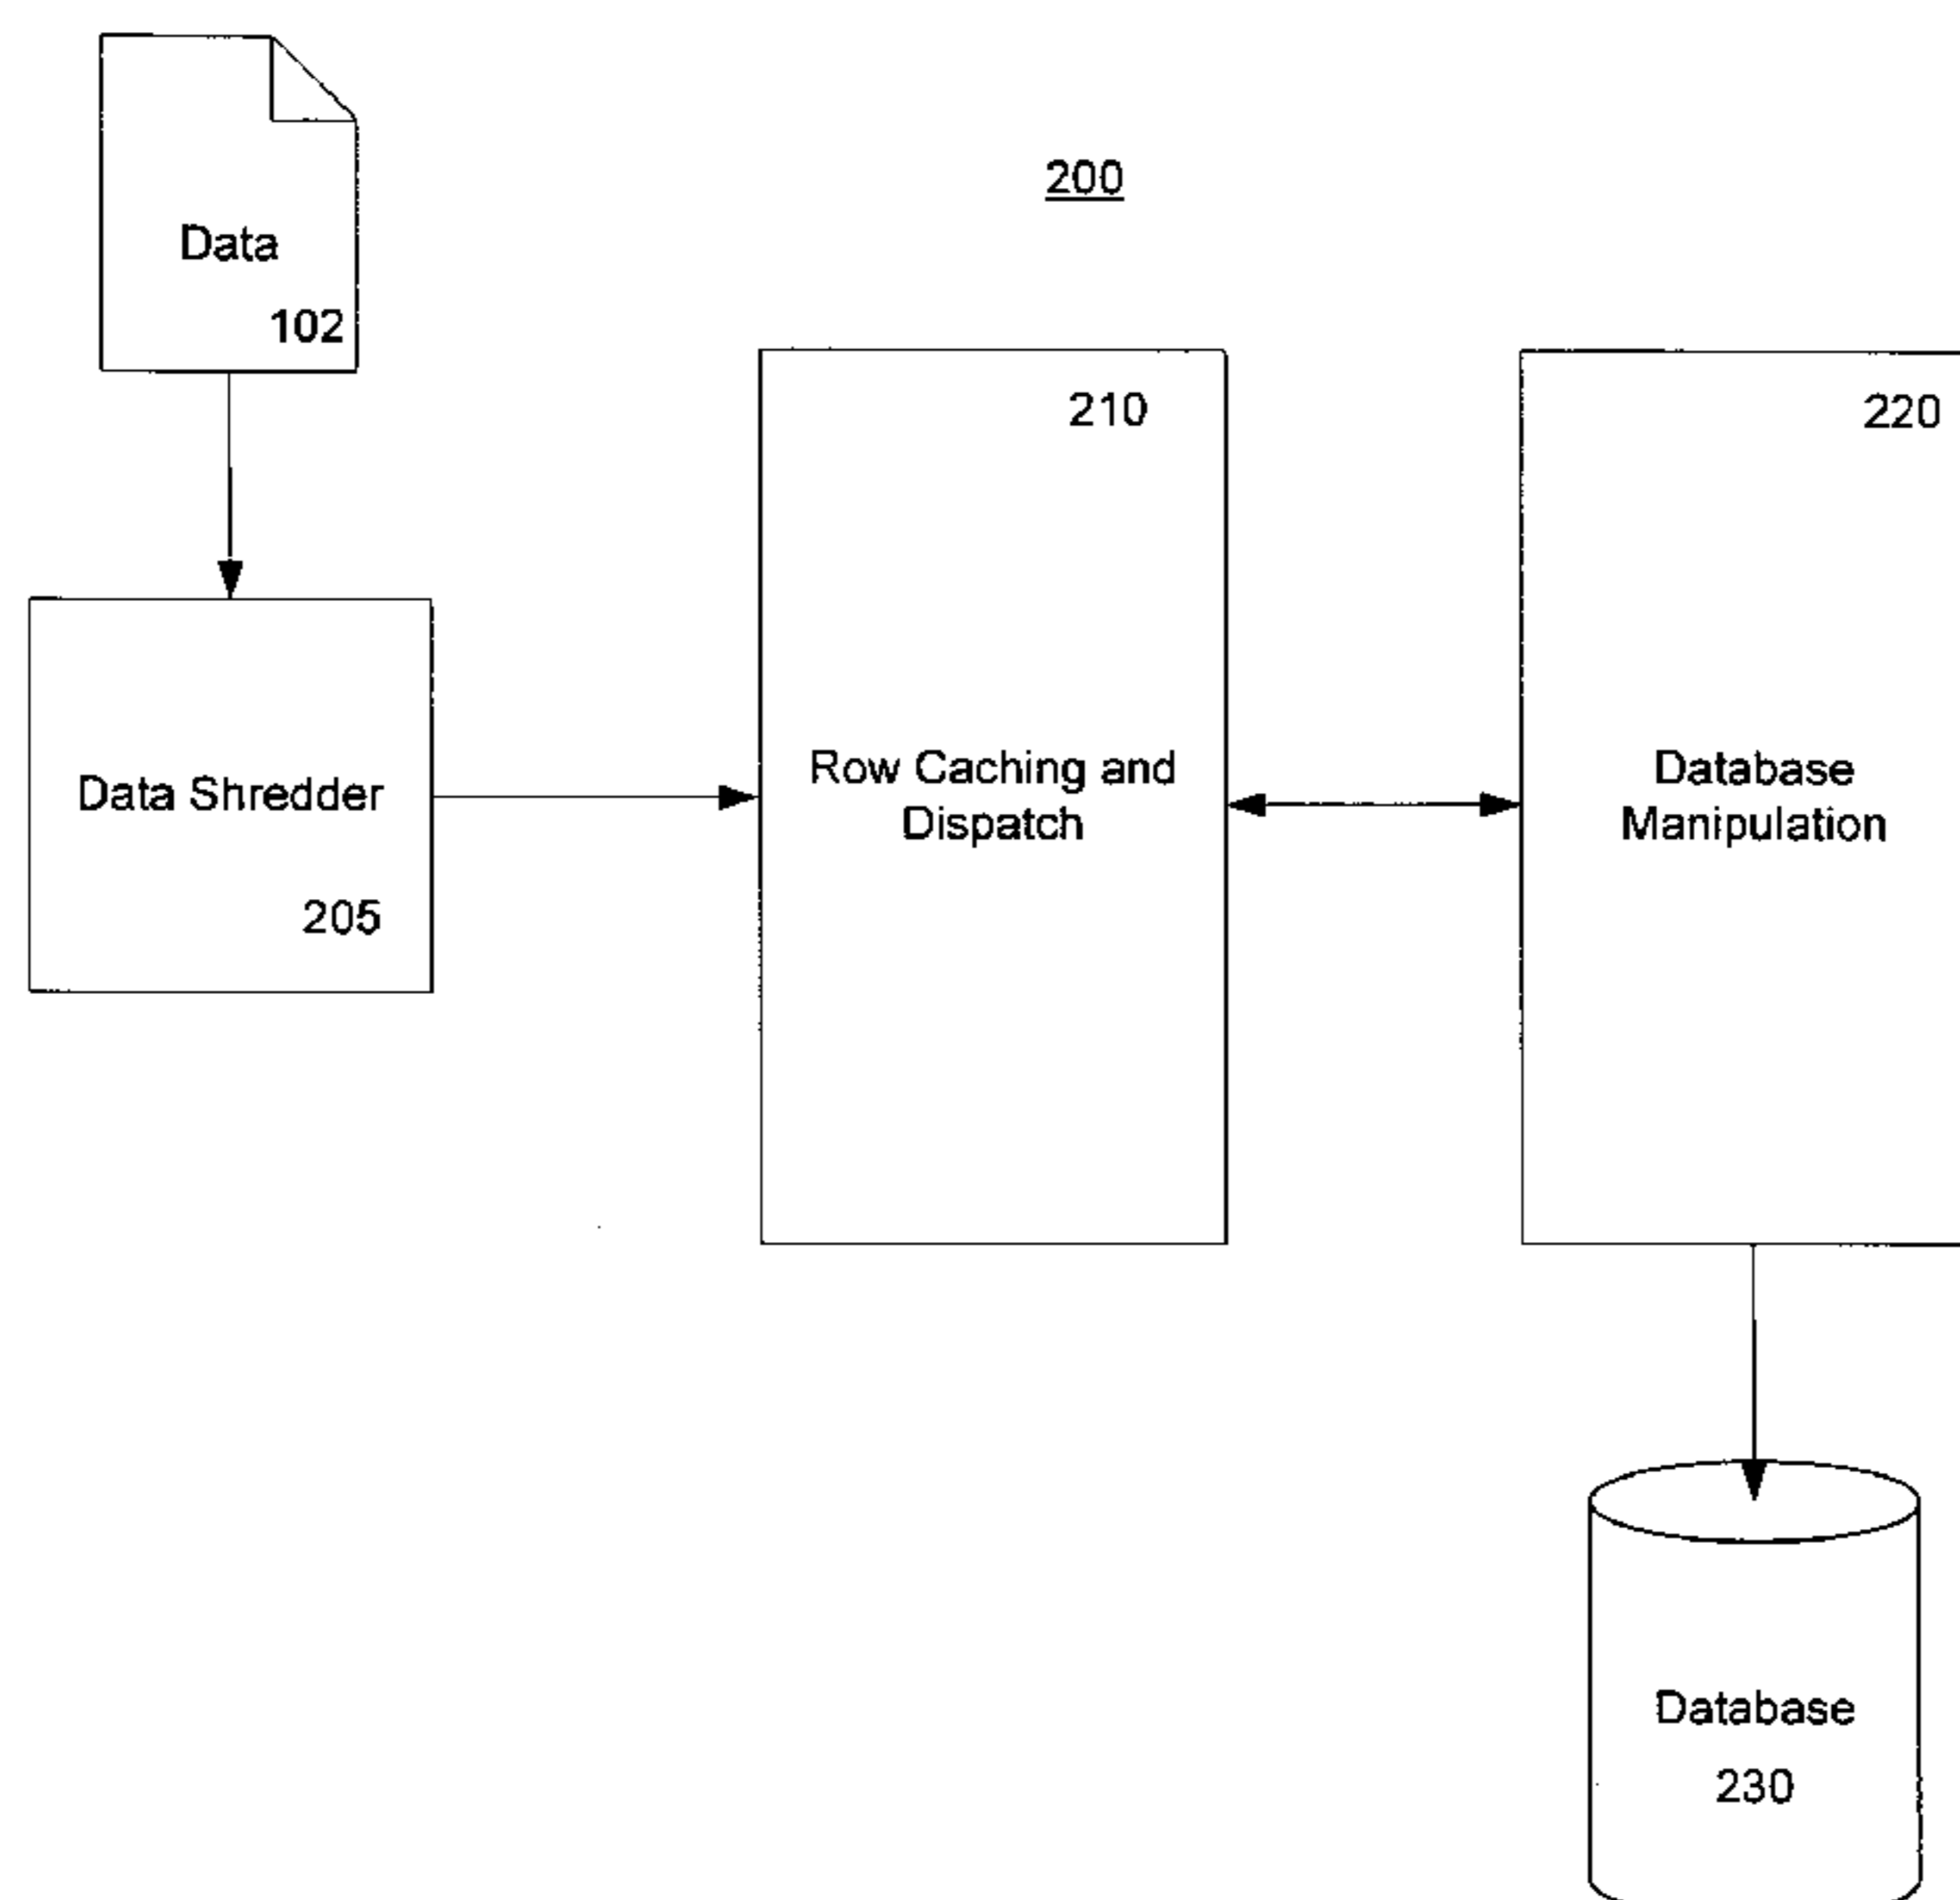 Data
102
200
210
220
Data Shredder
205
Row Caching and
Dispatch
Database
Manipulation
Database
230